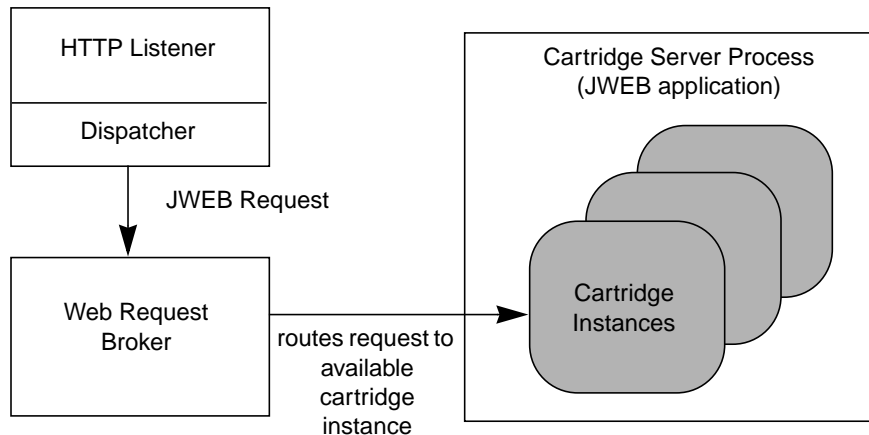 HTTP Listener
Dispatcher
JWEB Request
Web Request
Broker
routes request to
available
cartridge
instance
Cartridge Server Process
(JWEB application)
Cartridge
Instances